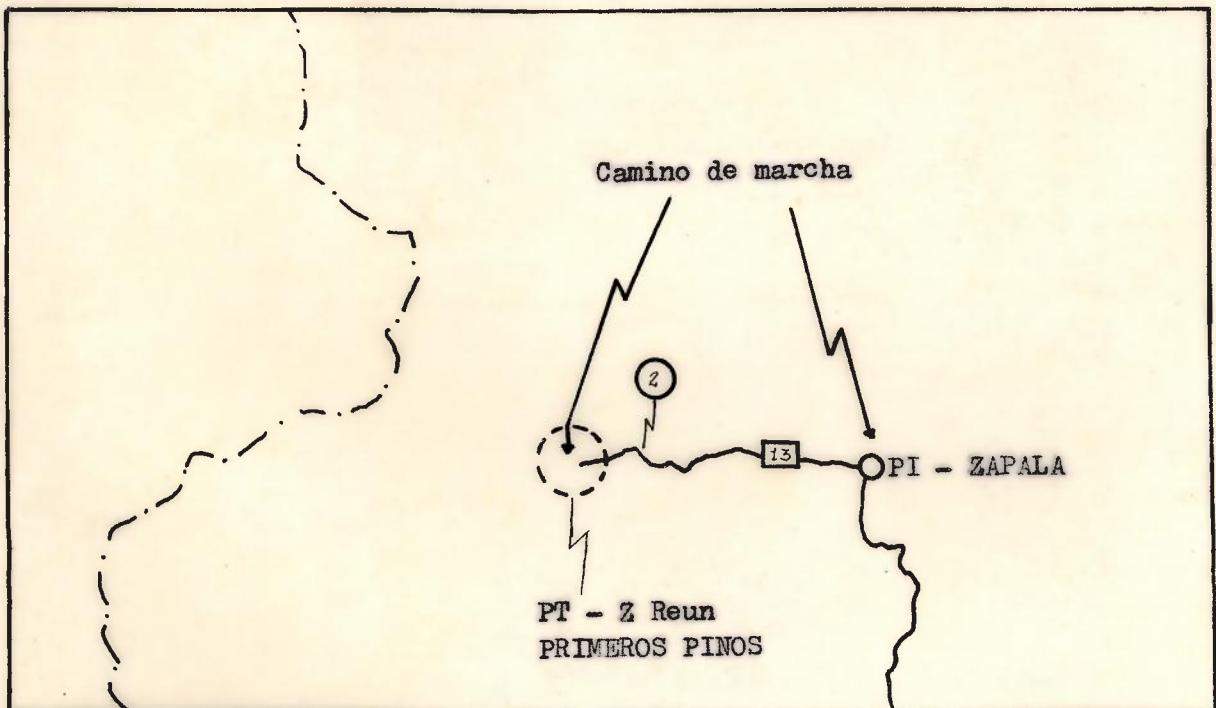 Camino de marcha
2
13
PI - ZAPALA
PT - Z Reun
PRIMEROS PINOS